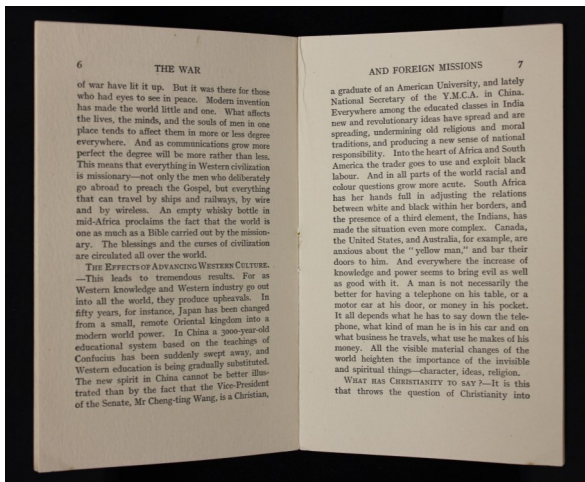 6
THE WAR
of war have lit it up. But it was there for those
who had eyes to see in peace. Modern invention
has made the world little and one. What affects
the lives, the minds, and the souls of men in one
place tends to affect them in more or less degree
everywhere. And as communications grow more
perfect the degree will be more rather than less.
This means that everything in Western civilization
is missionary—not only the men who deliberately
go abroad to preach the Gospel, but everything
that can travel by ships and railways, by wire
and by wireless. An empty whisky bottle in
mid-Africa proclaims the fact that the world is
one as much as a Bible carried out by the mission-
ary. The blessings and the curses of civilization
are circulated all over the world.
THE EFFECTS OF ADVANCING WESTERN CULTURE.
—This leads to tremendous results. For as
Western knowledge and Western industry go out
into all the world, they produce upheavals. In
fifty years, for instance, Japan has been changed
from a small, remote Oriental kingdom into a
modern world power. In China a 3000-year-old
educational system based on the teachings of
Confucius has been suddenly swept away, and
Western education is being gradually substituted.
The new spirit in China cannot be better illus-
trated than by the fact that the Vice-President
of the Senate, Mr Cheng-ting Wang, is a Christian,
AND FOREIGN MISSIONS
7
a graduate of an American University, and lately
National Secretary of the Y.M.C.A. in China.
Everywhere among the educated classes in India
new and revolutionary ideas have spread and are
spreading, undermining old religious and moral
traditions, and producing a new sense of national
responsibility. Into the heart of Africa and South
America the trader goes to use and exploit black
labour. And in all parts of the world racial and
colour questions grow more acute. South Africa
has her hands full in adjusting the relations
between white and black within her borders, and
the presence of a third element, the Indians, has
made the situation even more complex. Canada,
the United States, and Australia, for example, are
anxious about the "yellow man," and bar their
doors to him. And everywhere the increase of
knowledge and power seems to bring evil as well
as good with it. A man is not necessarily the
better for having a telephone on his table, or a
motor car at his door, or money in his pocket.
It all depends what he has to say down the tele-
phone, what kind of man he is in his car and on
what business he travels, what use he makes of his
money. All the visible material changes of the
world heighten the importance of the invisible
and spiritual things—character, ideas, religion.
WHAT HAS CHRISTIANITY TO SAY?—It is this
that throws the question of Christianity into